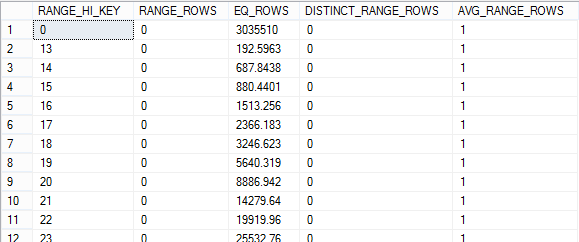 RANGE_HI_KEY RANGE_ROWS EQ_ROWS DISTINCT_RANGE_ROWS AVG_RANGE_ROWS
1 0 0 3035510 0 1
2 13 0 192.5963 0 1
3 14 0 687.8438 0 1
4 15 0 880.4401 0 1
5 16 0 1513.256 0 1
6 17 0 2366.183 0 1
7 18 0 3246.623 0 1
8 19 0 5640.319 0 1
9 20 0 8886.942 0 1
10 21 0 14279.64 0 1
11 22 0 19919.96 0 1
12 23 0 25532.76 0 1